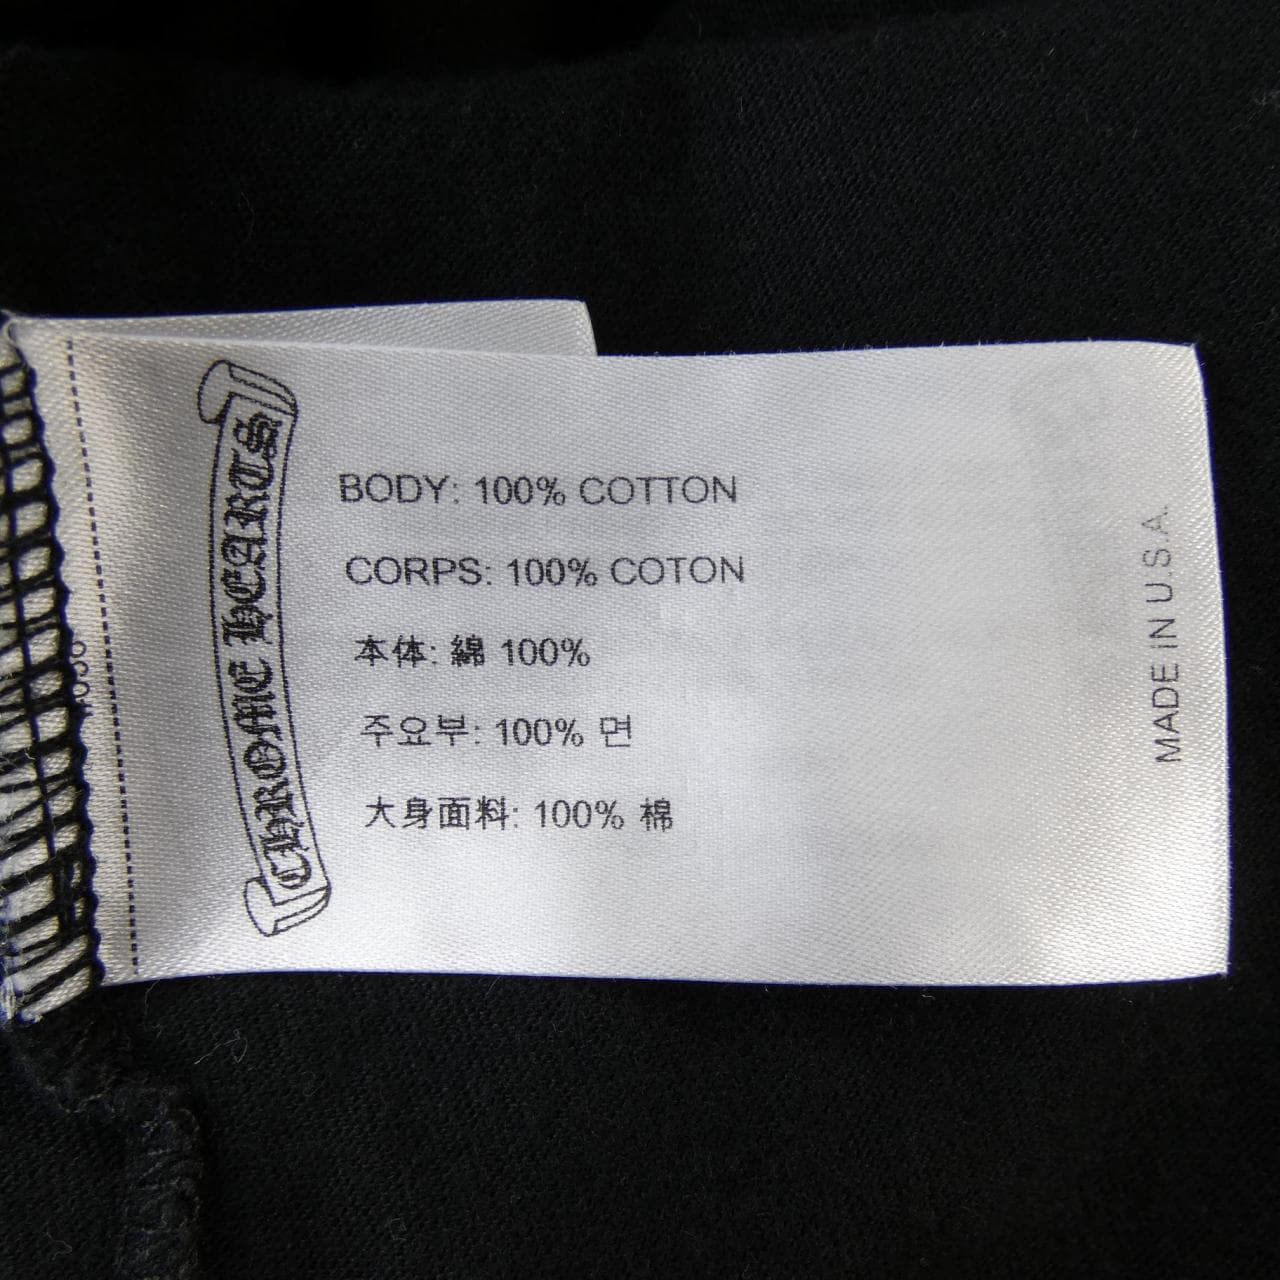 CHROME HEARTS
BODY: 100% COTTON
CORPS: 100% COTON
本体: 綿 100%
주요부: 100% 면
大身面料: 100% 棉
MADE IN U.S.A.